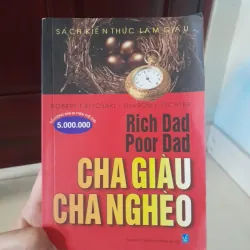 SÁCH KIẾN THỨC LÀM GIÀU
ROBERT T. KIYOSAKI
SHARON L. LECHTER
5.000.000
Rich Dad
Poor Dad
CHA GIÀU
CHA NGHÈO